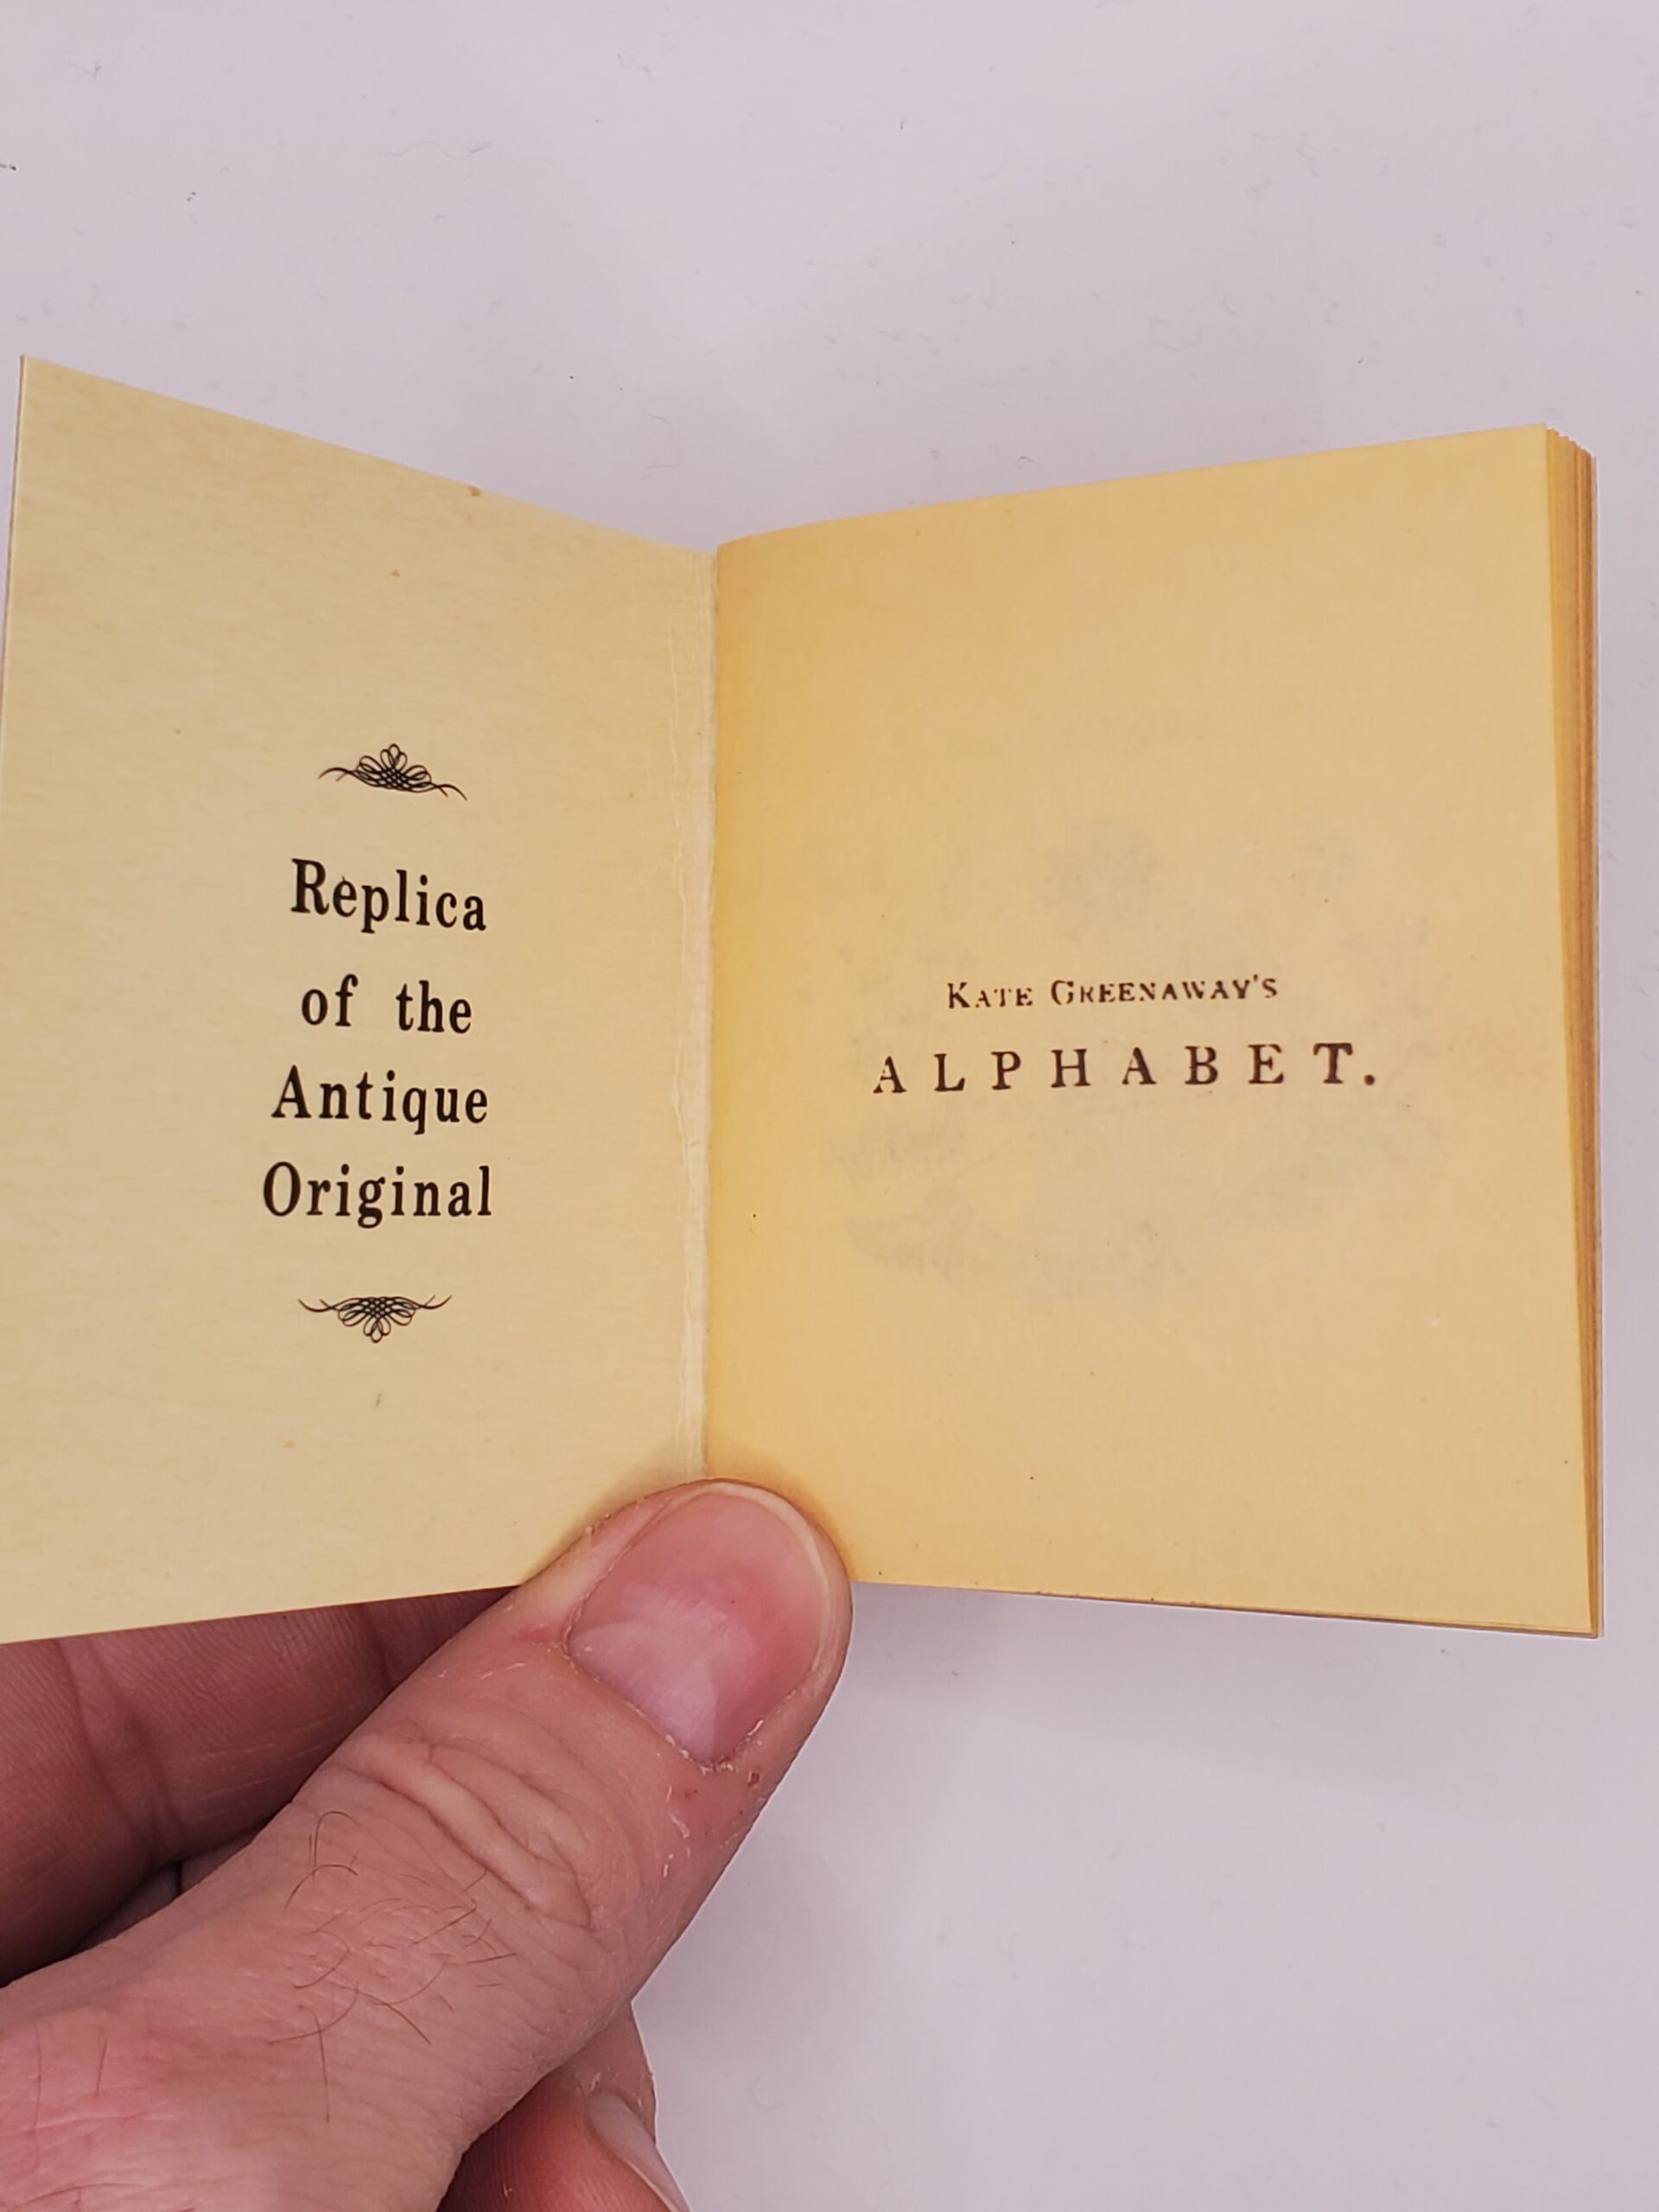 Replica
of the
Antique
Original
KATE GREENAWAY'S
ALPHABET.